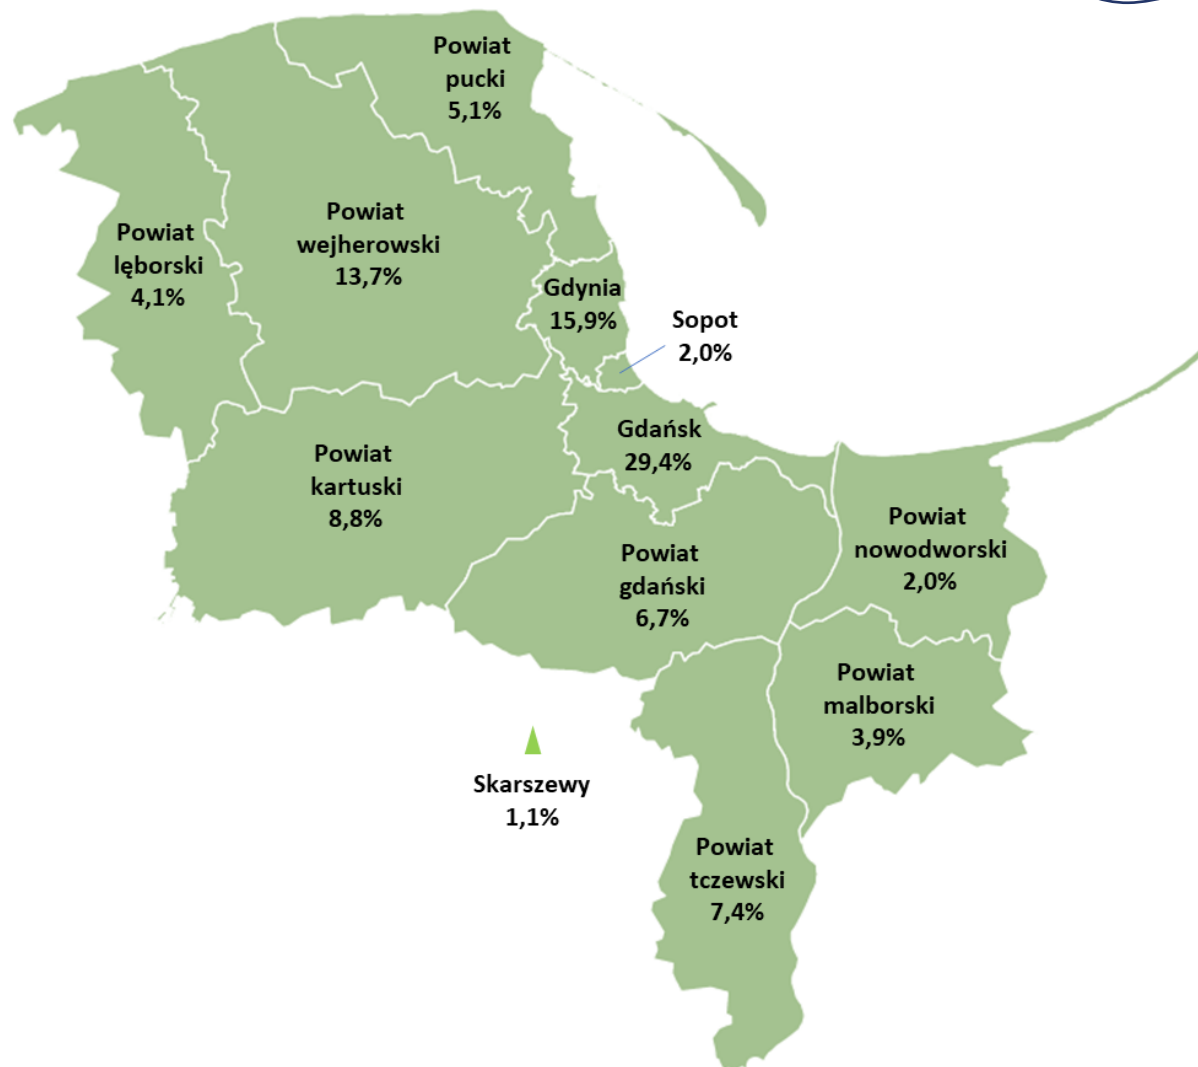 Powiat
pucki
5,1%
Powiat
wejherowski
13,7%
Powiat
lęborski
4,1%
Gdynia
15,9%
Sopot
2,0%
Gdańsk
29,4%
Powiat
kartuski
8,8%
Powiat
nowodworski
2,0%
Powiat
gdański
6,7%
Powiat
malborski
3,9%
Skarszewy
1,1%
Powiat
tczewski
7,4%